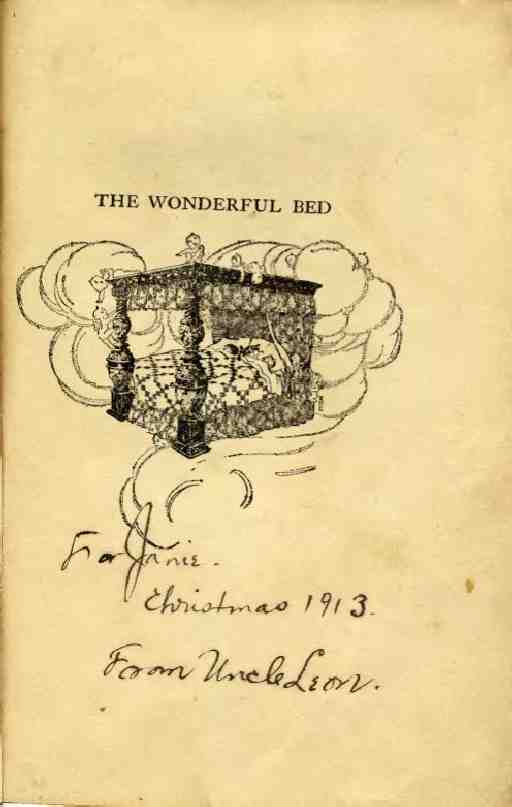 THE WONDERFUL BED
For Janie.
Christmas 1913.
From Uncle Leon.